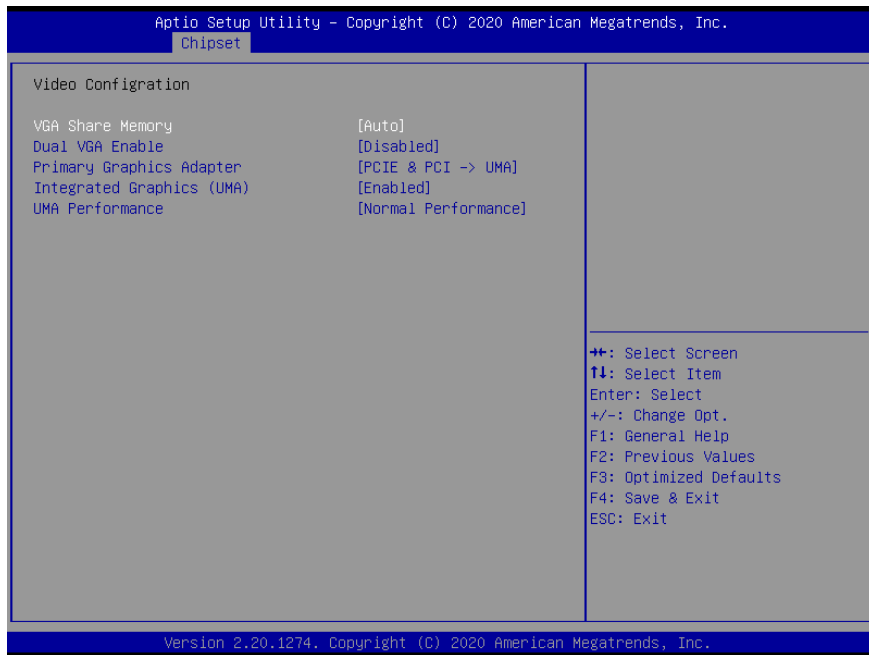 Aptio Setup Utility – Copyright (C) 2020 American Megatrends, Inc.
Chipset
Video Configration
VGA Share Memory [Auto]
Dual VGA Enable [Disabled]
Primary Graphics Adapter [PCIE & PCI -> UMA]
Integrated Graphics (UMA) [Enabled]
UMA Performance [Normal Performance]
→←: Select Screen
↑↓: Select Item
Enter: Select
+/-: Change Opt.
F1: General Help
F2: Previous Values
F3: Optimized Defaults
F4: Save & Exit
ESC: Exit
Version 2.20.1274. Copyright (C) 2020 American Megatrends, Inc.